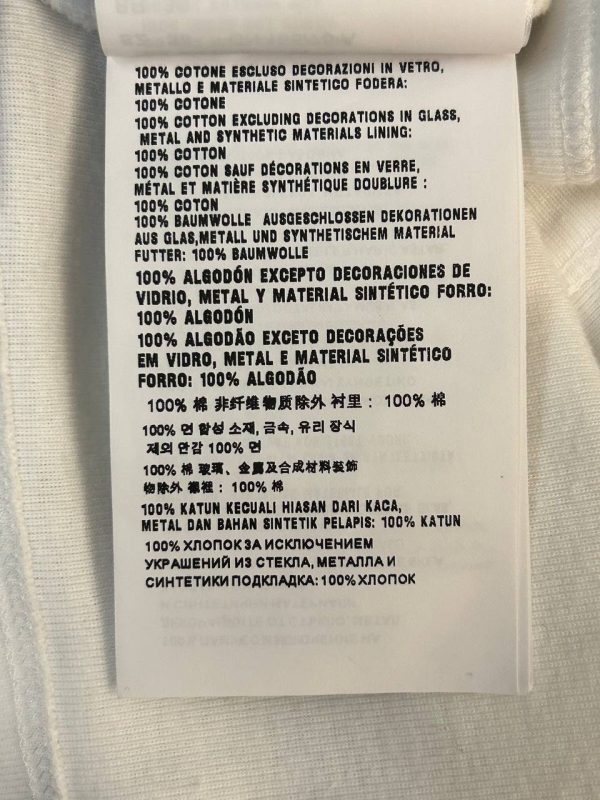 100% COTONE ESCLUSO DECORAZIONI IN VETRO,
METALLO E MATERIALE SINTETICO FODERA:
100% COTONE
100% COTTON EXCLUDING DECORATIONS IN GLASS,
METAL AND SYNTHETIC MATERIALS LINING:
100% COTTON
100% COTON SAUF DÉCORATIONS EN VERRE,
MÉTAL ET MATIÈRE SYNTHÉTIQUE DOUBLURE :
100% COTON
100% BAUMWOLLE AUSGESCHLOSSEN DEKORATIONEN
AUS GLAS,METALL UND SYNTHETISCHEM MATERIAL
FUTTER: 100% BAUMWOLLE
100% ALGODÓN EXCEPTO DECORACIONES DE
VIDRIO, METAL Y MATERIAL SINTÉTICO FORRO:
100% ALGODÓN
100% ALGODÃO EXCETO DECORAÇÕES
EM VIDRO, METAL E MATERIAL SINTÉTICO
FORRO: 100% ALGODÃO
100% 棉 非纤维物质除外 衬里： 100% 棉
100% 면 합성 소재, 금속, 유리 장식
제외 안감 100% 면
100% 棉 玻璃、金屬及合成材料裝飾
物除外 襯裡： 100% 棉
100% KATUN KECUALI HIASAN DARI KACA,
METAL DAN BAHAN SINTETIK PELAPIS: 100% KATUN
100% ХЛОПОК ЗА ИСКЛЮЧЕНИЕМ
УКРАШЕНИЙ ИЗ СТЕКЛА, МЕТАЛЛА И
СИНТЕТИКИ ПОДКЛАДКА: 100% ХЛОПОК